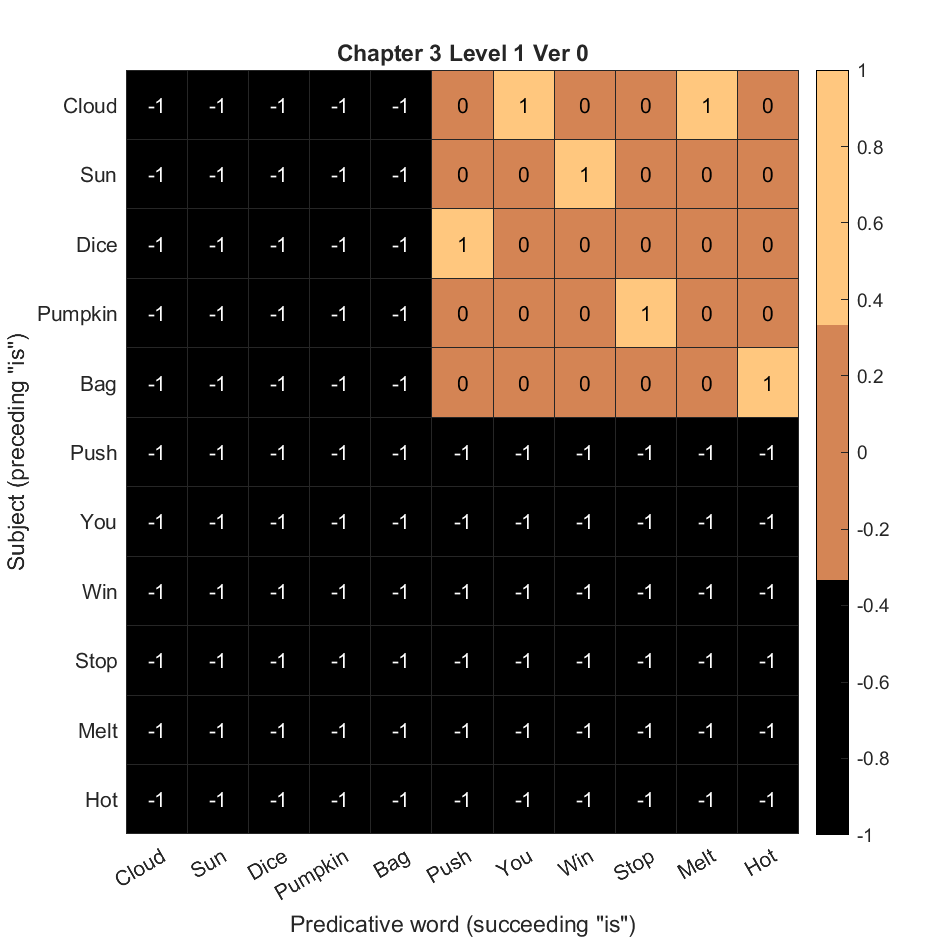 Chapter 3 Level 1 Ver 0
Cloud -1 -1 -1 -1 -1 0 1 0 0 1 0
Sun -1 -1 -1 -1 -1 0 0 1 0 0 0
Dice -1 -1 -1 -1 -1 1 0 0 0 0 0
Pumpkin -1 -1 -1 -1 -1 0 0 0 1 0 0
Bag -1 -1 -1 -1 -1 0 0 0 0 0 1
Push -1 -1 -1 -1 -1 -1 -1 -1 -1 -1 -1
You -1 -1 -1 -1 -1 -1 -1 -1 -1 -1 -1
Win -1 -1 -1 -1 -1 -1 -1 -1 -1 -1 -1
Stop -1 -1 -1 -1 -1 -1 -1 -1 -1 -1 -1
Melt -1 -1 -1 -1 -1 -1 -1 -1 -1 -1 -1
Hot -1 -1 -1 -1 -1 -1 -1 -1 -1 -1 -1
Cloud Sun Dice Pumpkin Bag Push You Win Stop Melt Hot
Predicative word (succeeding "is")
Subject (preceding "is")
1
0.8
0.6
0.4
0.2
0
-0.2
-0.4
-0.6
-0.8
-1